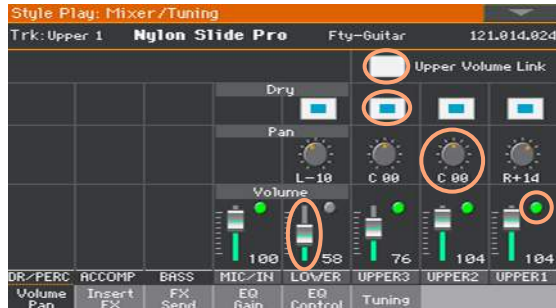 Style Play: Mixer/Tuning
Trk:Upper 1 Nylon Slide Pro Fty-Guitar 121.014.024
Upper Volume Link
Dry
Pan
L-10 C 00 C 00 R+14
Volume
100 58 76 104 104
DR/PERC ACCOMP BASS MIC/IN LOWER UPPER3 UPPER2 UPPER1
Volume Pan Insert FX FX Send EQ Gain EQ Control Tuning